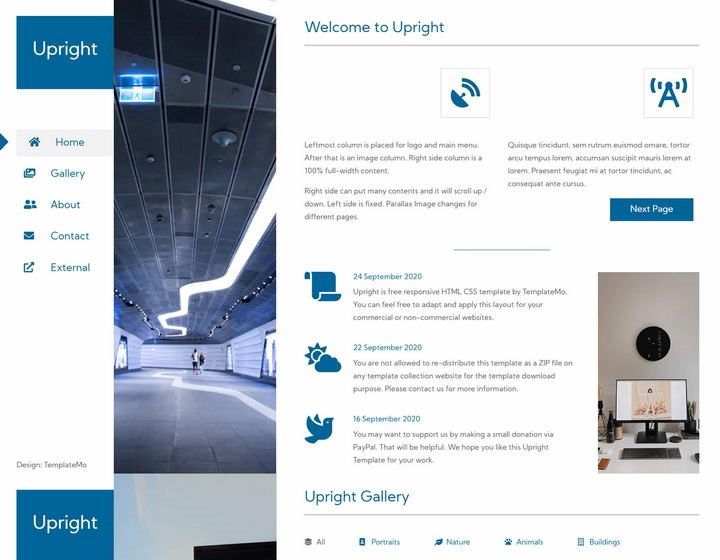 Upright
Home
Gallery
About
Contact
External
Design: TemplateMo
Upright
Welcome to Upright
Leftmost column is placed for logo and main menu.
After that is an image column. Right side column is a
100% full-width content.
Right side can put many contents and it will scroll up /
down. Left side is fixed. Parallax Image changes for
different pages.
Quisque tincidunt, sem rutrum euismod ornare, tortor
arcu tempus lorem, accumsan suscipit mauris lorem at
lorem. Praesent feugiat mi at tortor tincidunt, ac
consequat ante cursus.
Next Page
24 September 2020
Upright is free responsive HTML CSS template by TemplateMo.
You can feel free to adapt and apply this layout for your
commercial or non-commercial websites.
22 September 2020
You are not allowed to re-distribute this template as a ZIP file on
any template collection website for the template download
purpose. Please contact us for more information.
16 September 2020
You may want to support us by making a small donation via
PayPal. That will be helpful. We hope you like this Upright
Template for your work.
Upright Gallery
All
Portraits
Nature
Animals
Buildings